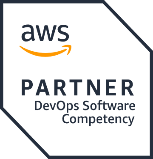 aws
PARTNER
DevOps Software
Competency